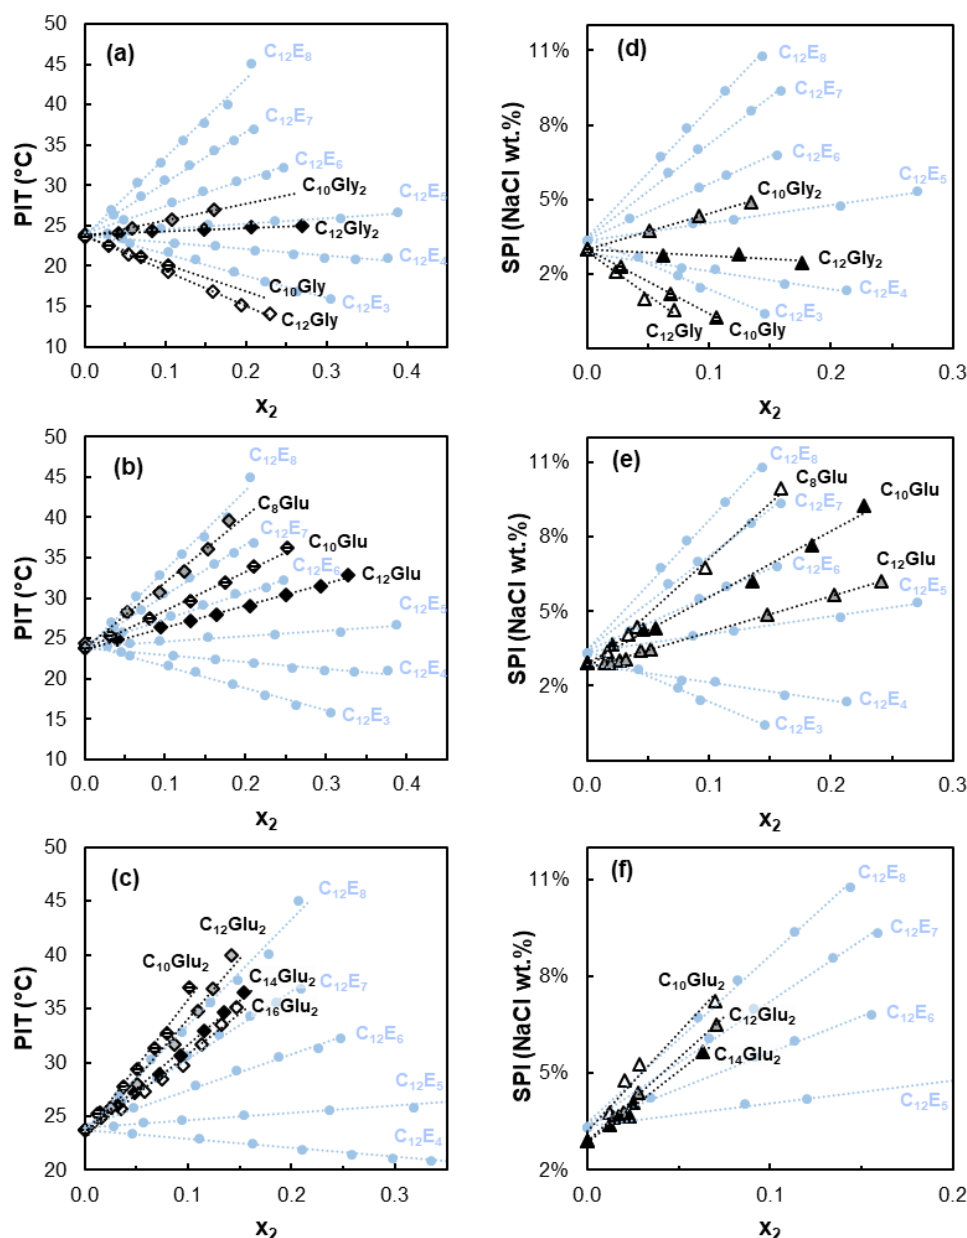 (a)
PIT (°C)
50
45
40
35
30
25
20
15
10
C12E8
C12E7
C12E6
C10Gly2
C12E5
C12Gly2
C12E4
C10Gly
C12E3
C12Gly
0.0 0.1 0.2 0.3 0.4
x2
(d)
SPI (NaCl wt.%)
11%
8%
5%
2%
C12E8
C12E7
C12E6
C12E5
C10Gly2
C12Gly2
C12E4
C12E3
C12Gly
C10Gly
0.0 0.1 0.2 0.3
x2
(b)
PIT (°C)
50
45
40
35
30
25
20
15
10
C12E8
C8Glu
C12E7
C10Glu
C12E6
C12Glu
C12E5
C12E4
C12E3
0.0 0.1 0.2 0.3 0.4
x2
(e)
SPI (NaCl wt.%)
11%
8%
5%
2%
C12E8
C8Glu
C12E7
C10Glu
C12E6
C12Glu
C12E5
C12E4
C12E3
0.0 0.1 0.2 0.3
x2
(c)
PIT (°C)
50
45
40
35
30
25
20
C12E8
C12Glu2
C10Glu2
C14Glu2
C12E7
C16Glu2
C12E6
C12E5
C12E4
0.0 0.1 0.2 0.3
x2
(f)
SPI (NaCl wt.%)
11%
8%
5%
2%
C12E8
C12E7
C10Glu2
C12E6
C12Glu2
C14Glu2
C12E5
0.0 0.1 0.2
x2